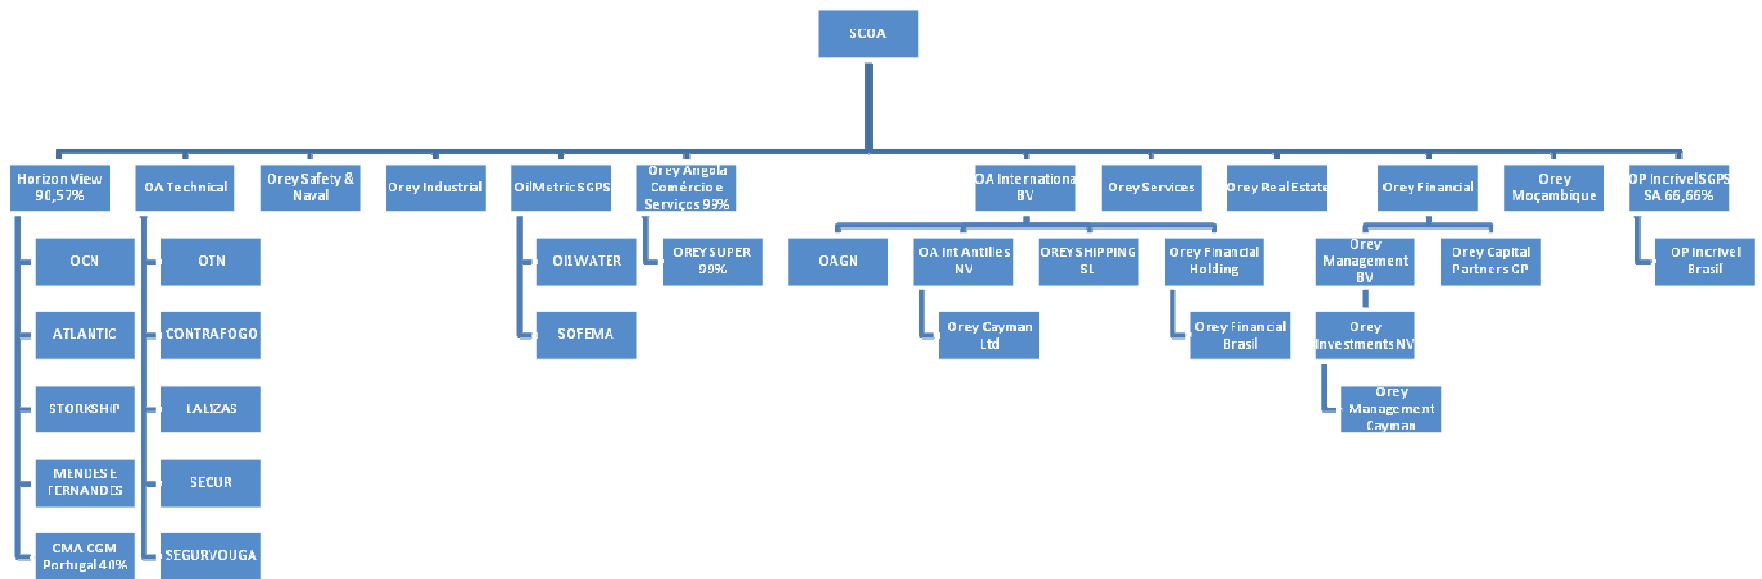 SCOA
Horizon View
90,57%
OA Technical
Orey Safety &
Naval
Orey Industrial
OilMetric SGPS
Orey Angola
Comércio e
Serviços 99%
OA Internationa
BV
Orey Services
Orey Real Estate
Orey Financial
Orey
Moçambique
OP Incrivel SGPS
SA 66,66%
OCN
OTN
Oil WATER
OREY SUPER
99%
OAGN
OA Int Antilles
NV
OREY SHIPPING
SL
Orey Financial
Holding
Orey
Management
BV
Orey Capital
Partners GP
OP Incrivel
Brasil
ATLANTIC
CONTRAFOGO
SOFEMA
Orey Cayman
Ltd
Orey Financial
Brasil
Orey
Investments NV
STORKSHIP
LALIZAS
Orey
Management
Cayman
MENDES E
FERNANDES
SECUR
CMA CGM
Portugal 40%
SEGURVOUGA